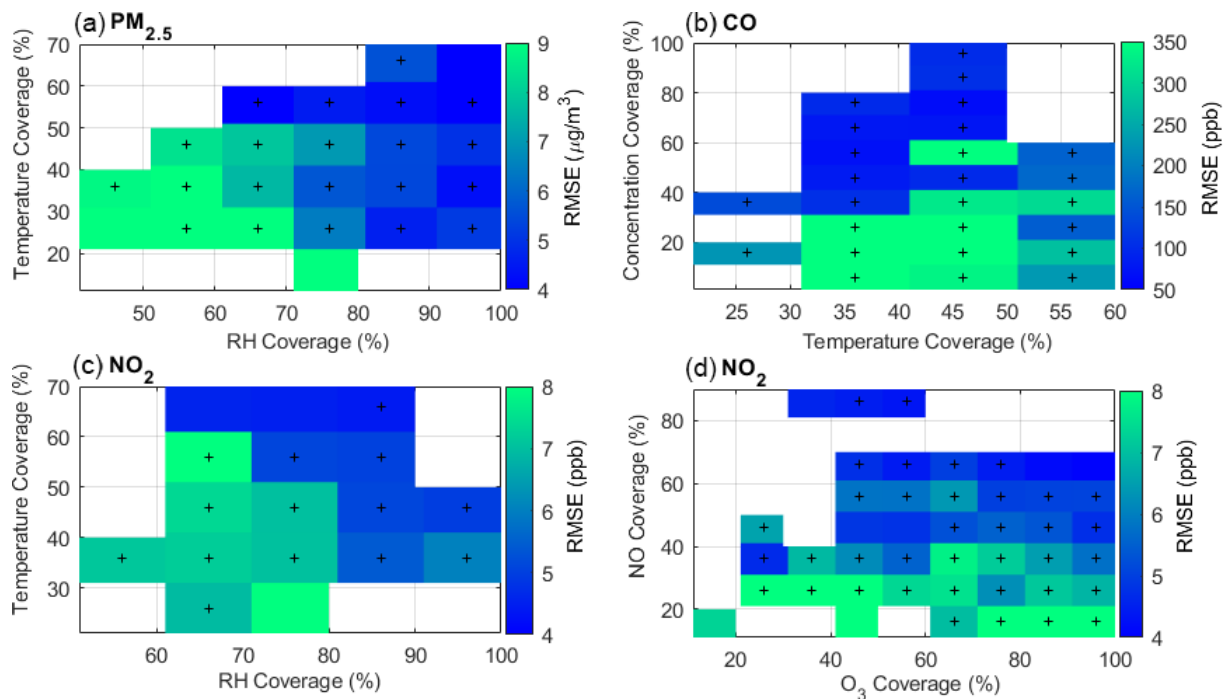 (a) PM2.5
Temperature Coverage (%)
70
60
50
40
30
20
50 60 70 80 90 100
RH Coverage (%)
9
8
7
6
5
4
RMSE (μg/m³)
(b) CO
Concentration Coverage (%)
100
80
60
40
20
25 30 35 40 45 50 55 60
Temperature Coverage (%)
350
300
250
200
150
100
50
RMSE (ppb)
(c) NO2
Temperature Coverage (%)
70
60
50
40
30
60 70 80 90 100
RH Coverage (%)
8
7
6
5
4
RMSE (ppb)
(d) NO2
NO Coverage (%)
80
60
40
20
20 40 60 80 100
O3 Coverage (%)
8
7
6
5
4
RMSE (ppb)